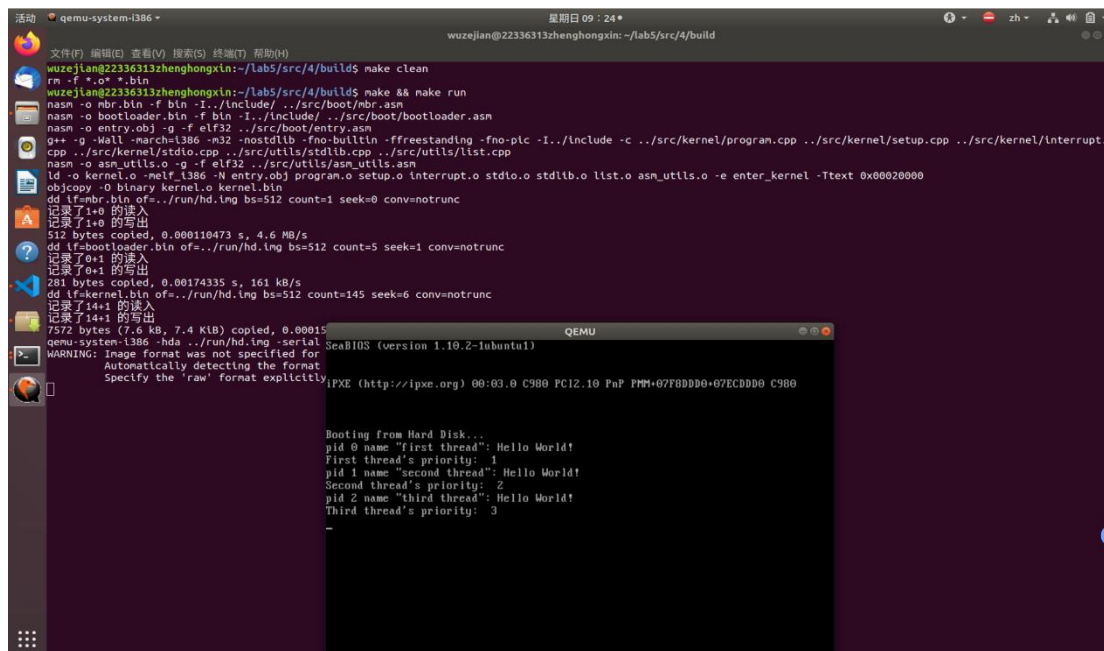 活动 qemu-system-i386 星期日 09：24 zh
wuzejian@22336313zhenghongxin: ~/lab5/src/4/build
文件(F) 编辑(E) 查看(V) 搜索(S) 终端(T) 帮助(H)
wuzejian@22336313zhenghongxin:~/lab5/src/4/build$ make clean
rm -f *.o* *.bin
wuzejian@22336313zhenghongxin:~/lab5/src/4/build$ make && make run
nasm -o mbr.bin -f bin -I../include/ ../src/boot/mbr.asm
nasm -o bootloader.bin -f bin -I../include/ ../src/boot/bootloader.asm
nasm -o entry.obj -g -f elf32 ../src/boot/entry.asm
g++ -g -Wall -march=i386 -m32 -nostdlib -fno-builtin -ffreestanding -fno-pic -I../include -c ../src/kernel/program.cpp ../src/kernel/setup.cpp ../src/kernel/interrupt.
cpp ../src/kernel/stdio.cpp ../src/utils/stdlib.cpp ../src/utils/list.cpp
nasm -o asm_utils.o -g -f elf32 ../src/utils/asm_utils.asm
ld -o kernel.o -melf_i386 -N entry.obj program.o setup.o interrupt.o stdio.o stdlib.o list.o asm_utils.o -e enter_kernel -Ttext 0x00020000
objcopy -O binary kernel.o kernel.bin
dd if=mbr.bin of=../run/hd.img bs=512 count=1 seek=0 conv=notrunc
记录了1+0 的读入
记录了1+0 的写出
512 bytes copied, 0.000110473 s, 4.6 MB/s
dd if=bootloader.bin of=../run/hd.img bs=512 count=5 seek=1 conv=notrunc
记录了0+1 的读入
记录了0+1 的写出
281 bytes copied, 0.00174335 s, 161 kB/s
dd if=kernel.bin of=../run/hd.img bs=512 count=145 seek=6 conv=notrunc
记录了14+1 的读入
记录了14+1 的写出
7572 bytes (7.6 kB, 7.4 KiB) copied, 0.00015
qemu-system-i386 -hda ../run/hd.img -serial
WARNING: Image format was not specified for
Automatically detecting the format
Specify the 'raw' format explicitly
QEMU
SeaBIOS (version 1.10.2-1ubuntu1)
iPXE (http://ipxe.org) 00:03.0 C980 PCI2.10 PnP PMM+07F8DDD0+07ECDDD0 C980
Booting from Hard Disk...
pid 0 name "first thread": Hello World!
First thread's priority: 1
pid 1 name "second thread": Hello World!
Second thread's priority: 2
pid 2 name "third thread": Hello World!
Third thread's priority: 3